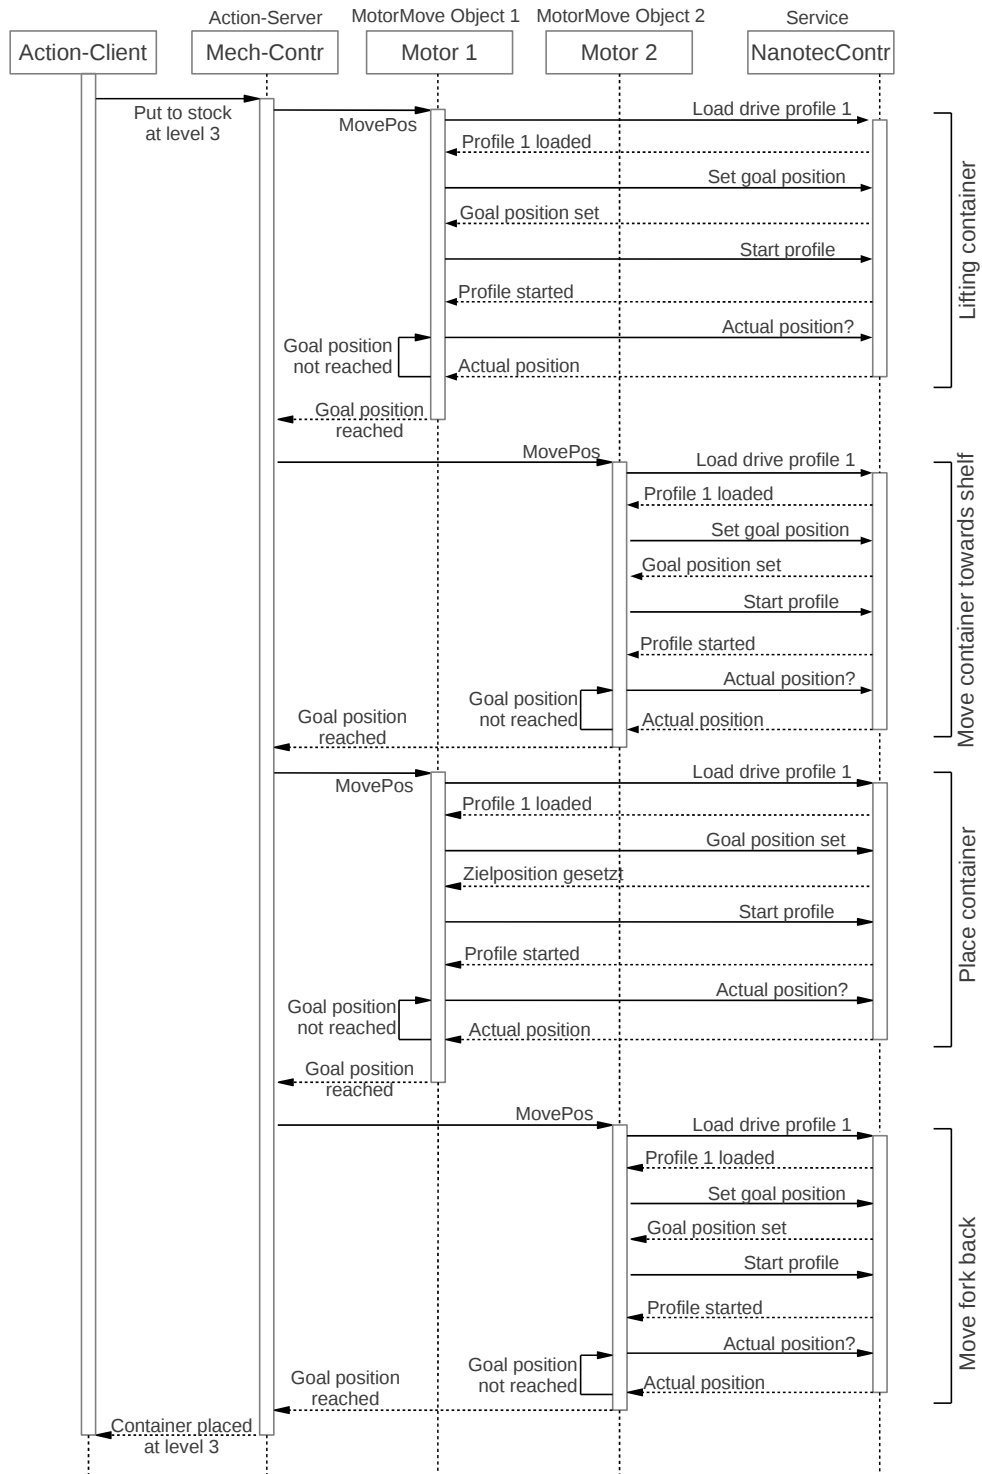 Action-Server
MotorMove Object 1
MotorMove Object 2
Service
Action-Client
Mech-Contr
Motor 1
Motor 2
NanotecContr
Put to stock
at level 3
MovePos
Load drive profile 1
Profile 1 loaded
Set goal position
Goal position set
Start profile
Profile started
Actual position?
Goal position
not reached
Actual position
Goal position
reached
Lifting container
MovePos
Load drive profile 1
Profile 1 loaded
Set goal position
Goal position set
Start profile
Profile started
Actual position?
Goal position
not reached
Actual position
Goal position
reached
Move container towards shelf
MovePos
Load drive profile 1
Profile 1 loaded
Goal position set
Zielposition gesetzt
Start profile
Profile started
Actual position?
Goal position
not reached
Actual position
Goal position
reached
Place container
MovePos
Load drive profile 1
Profile 1 loaded
Set goal position
Goal position set
Start profile
Profile started
Actual position?
Goal position
not reached
Actual position
Goal position
reached
Move fork back
Container placed
at level 3